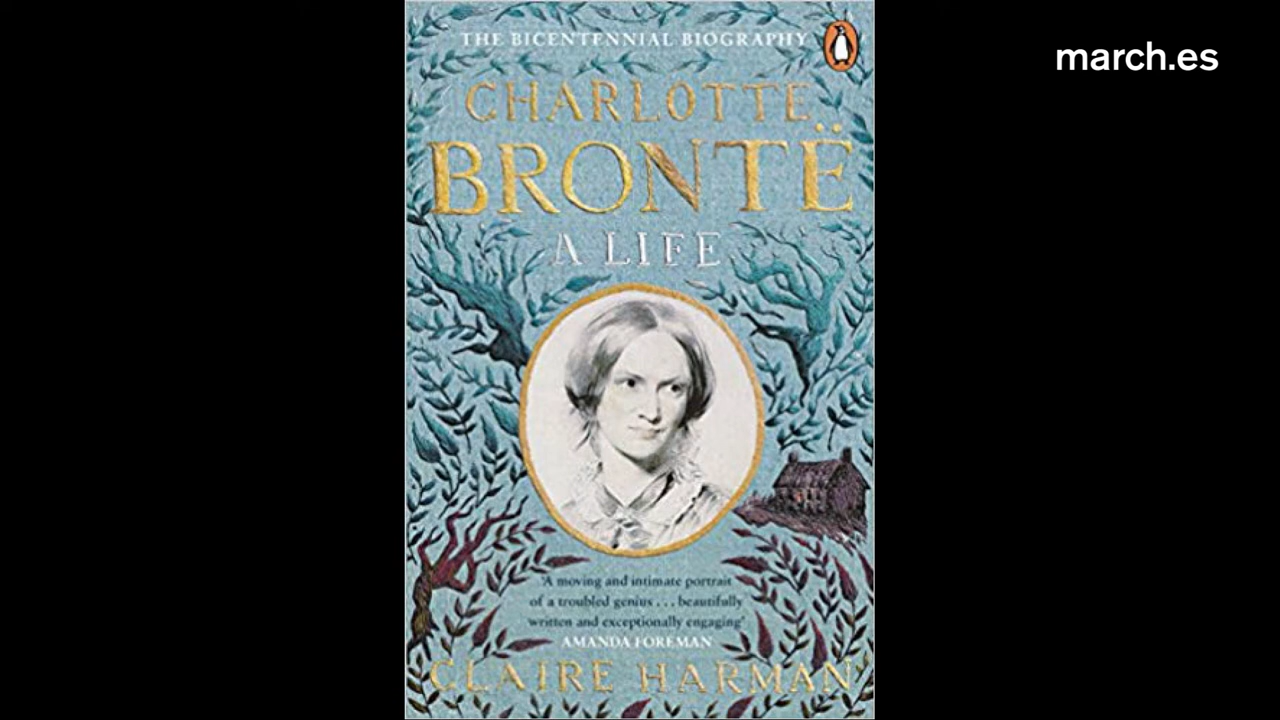 THE BICENTENNIAL BIOGRAPHY
march.es
CHARLOTTE
BRONTË
A LIFE
'A moving and intimate portrait
of a troubled genius . . . beautifully
written and exceptionally engaging'
AMANDA FOREMAN
CLAIRE HARMAN